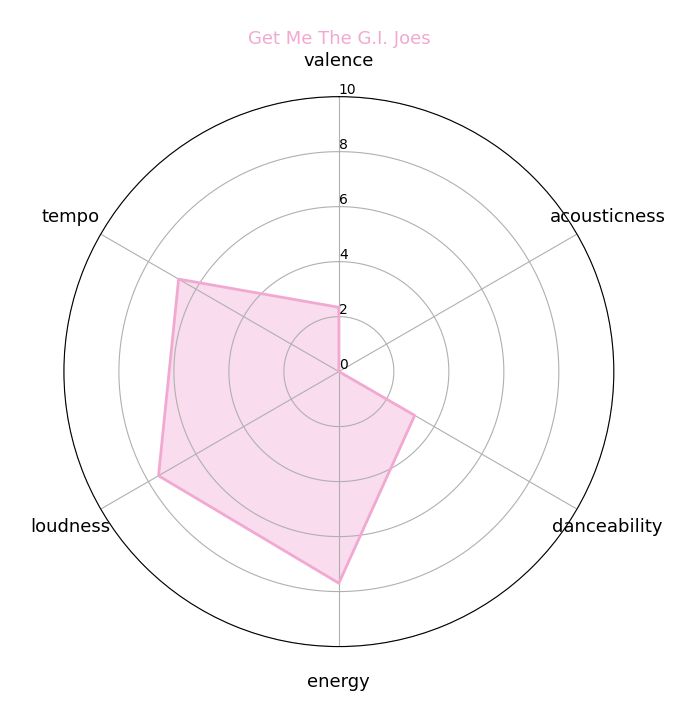 Get Me The G.I. Joes
valence
10
8
6
4
2
0
tempo
acousticness
loudness
danceability
energy